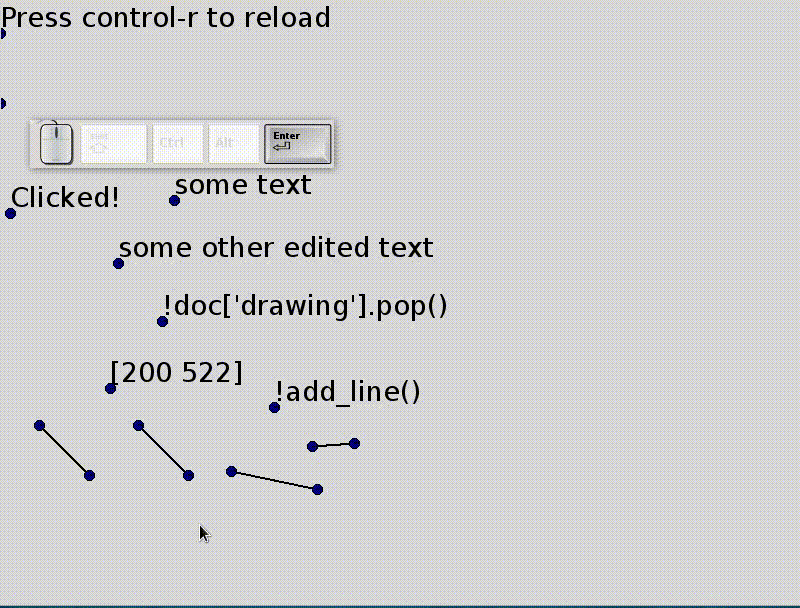 Press control-r to reload
Ctrl Alt Enter
some text
Clicked!
some other edited text
!doc['drawing'].pop()
[200 522]
!add_line()